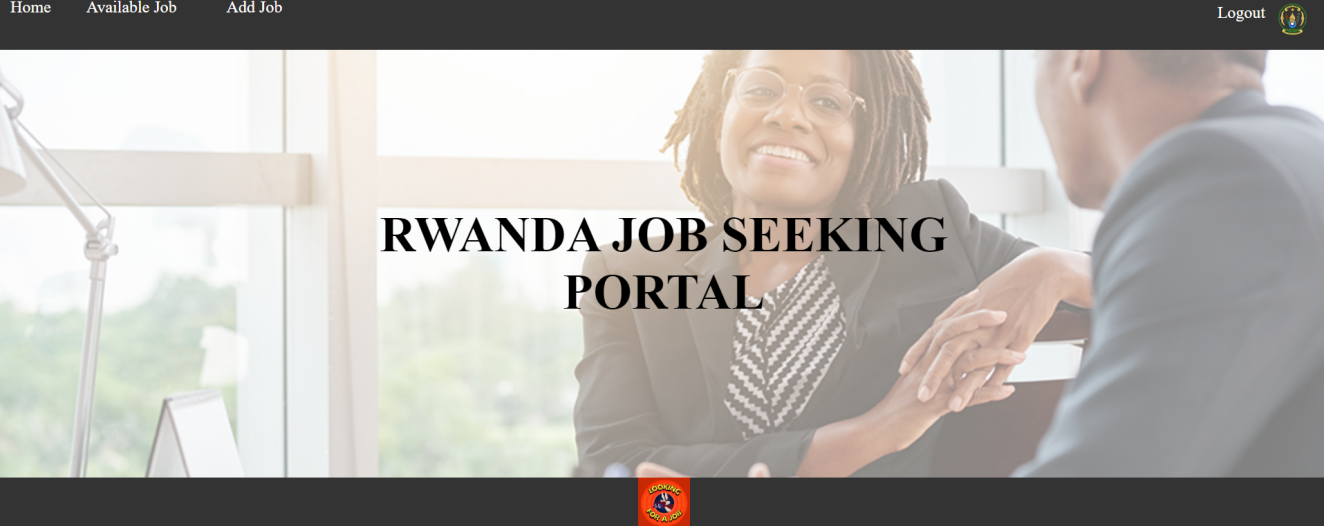 Home Available Job Add Job Logout
RWANDA JOB SEEKING
PORTAL
LOOKING
FOR A JOB